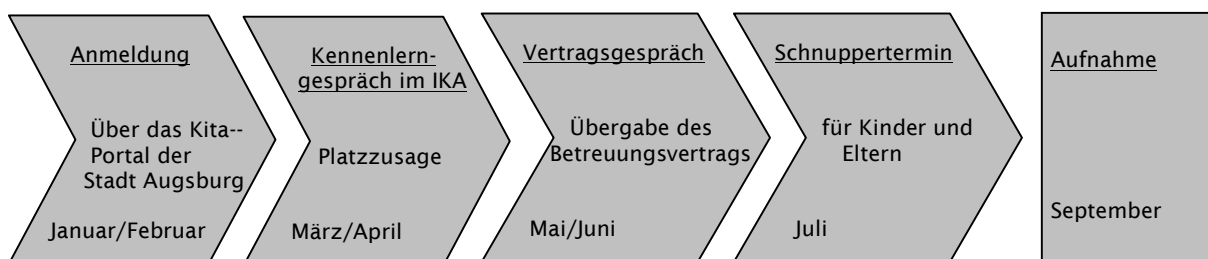 Anmeldung
Über das Kita--
Portal der
Stadt Augsburg
Januar/Februar
Kennenlern-
gespräch im IKA
Platzzusage
März/April
Vertragsgespräch
Übergabe des
Betreuungsvertrags
Mai/Juni
Schnuppertermin
für Kinder und
Eltern
Juli
Aufnahme
September